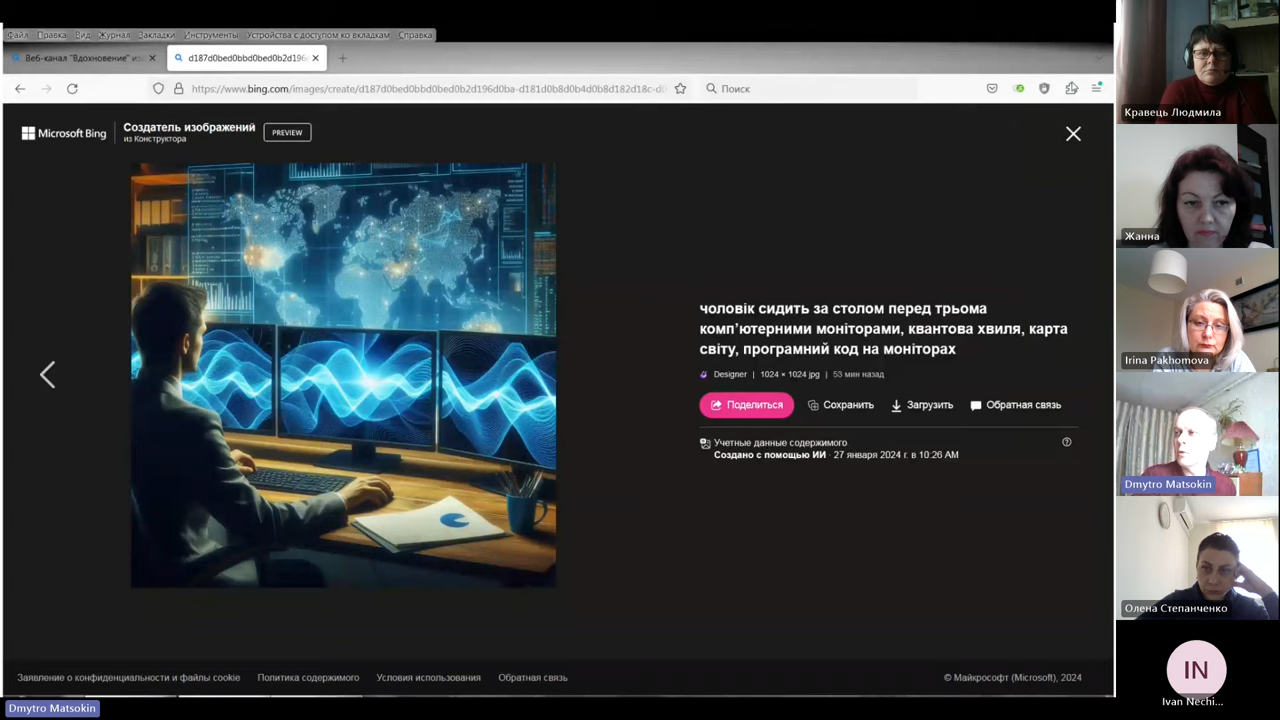 Файл Правка Вид Журнал Закладки Инструменты Устройства с доступом ко вкладкам Справка
Веб-канал "Вдохновение" из
d187d0bed0bbd0bed0b2d196
https://www.bing.com/images/create/d187d0bed0bbd0bed0b2d196d0ba-d181d0b8d0b4d0b8d182d18c-d0
Поиск
Microsoft Bing
Создатель изображений
из Конструктора
PREVIEW
чоловік сидить за столом перед трьома
комп’ютерними моніторами, квантова хвиля, карта
світу, програмний код на моніторах
Designer | 1024 × 1024 jpg | 53 мин назад
Поделиться Сохранить Загрузить Обратная связь
Учетные данные содержимого
Создано с помощью ИИ · 27 января 2024 г. в 10:26 AM
Заявление о конфиденциальности и файлы cookie Политика содержимого Условия использования Обратная связь
© Майкрософт (Microsoft), 2024
Dmytro Matsokin
Кравець Людмила
Жанна
Irina Pakhomova
Dmytro Matsokin
Олена Степанченко
IN
Ivan Nechi...